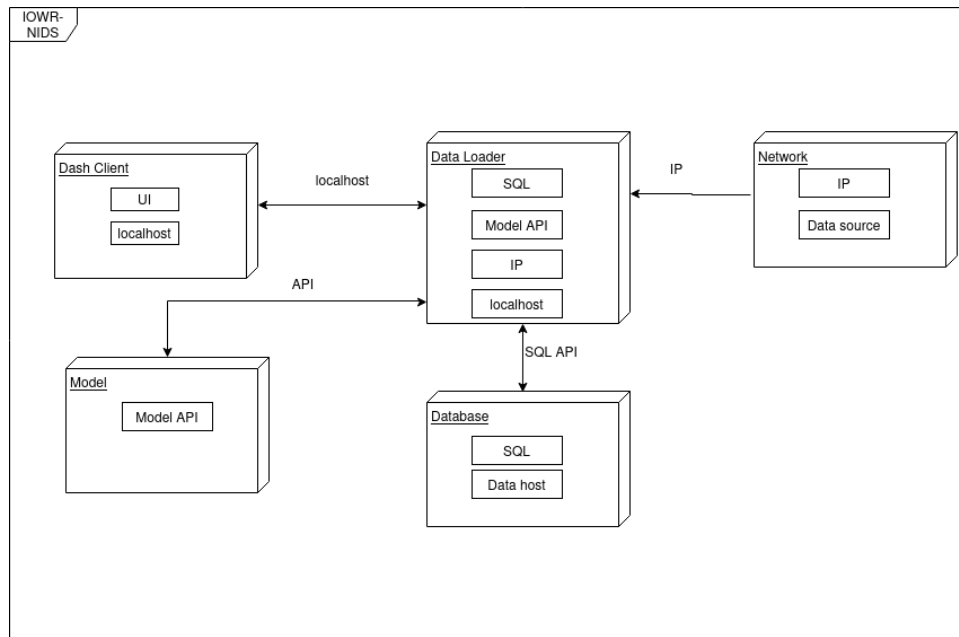 IOWR-
NIDS
Dash Client
UI
localhost
localhost
Data Loader
SQL
Model API
IP
localhost
IP
Network
IP
Data source
API
Model
Model API
SQL API
Database
SQL
Data host